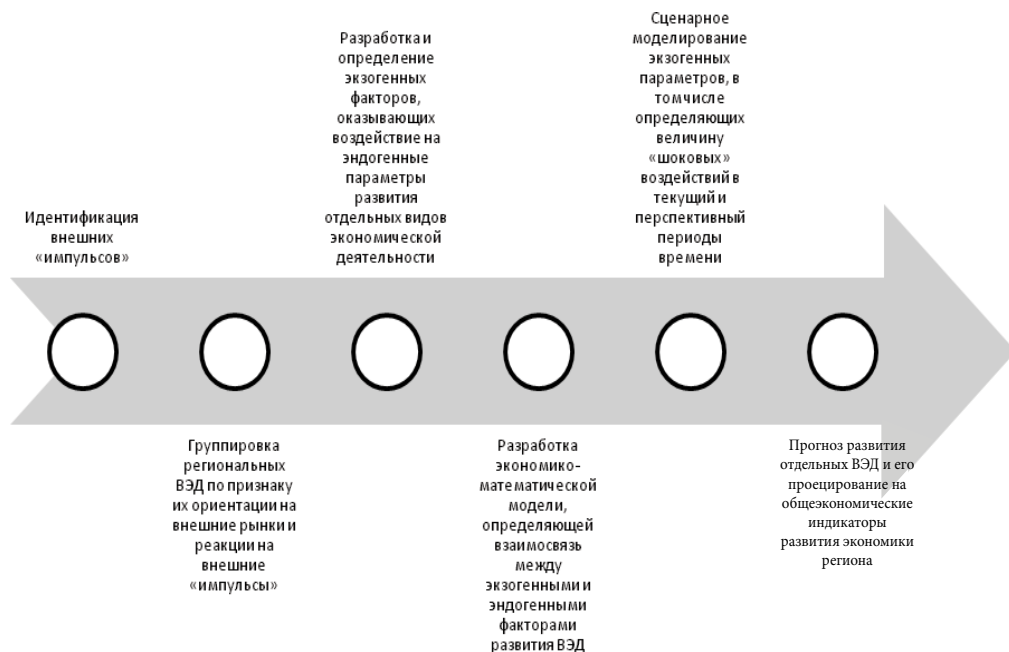 Идентификация
внешних
«импульсов»
Группировка
региональных
ВЭД по признаку
их ориентации на
внешние рынки и
реакции на
внешние
«импульсы»
Разработка и
определение
экзогенных
факторов,
оказывающих
воздействие на
эндогенные
параметры
развития
отдельных видов
экономической
деятельности
Разработка
экономико-
математической
модели,
определяющей
взаимосвязь
между
экзогенными и
эндогенными
факторами
развития ВЭД
Сценарное
моделирование
экзогенных
параметров, в
том числе
определяющих
величину
«шоковых»
воздействий в
текущий и
перспективный
периоды
времени
Прогноз развития
отдельных ВЭД и его
проецирование на
общеэкономические
индикаторы
развития экономики
региона